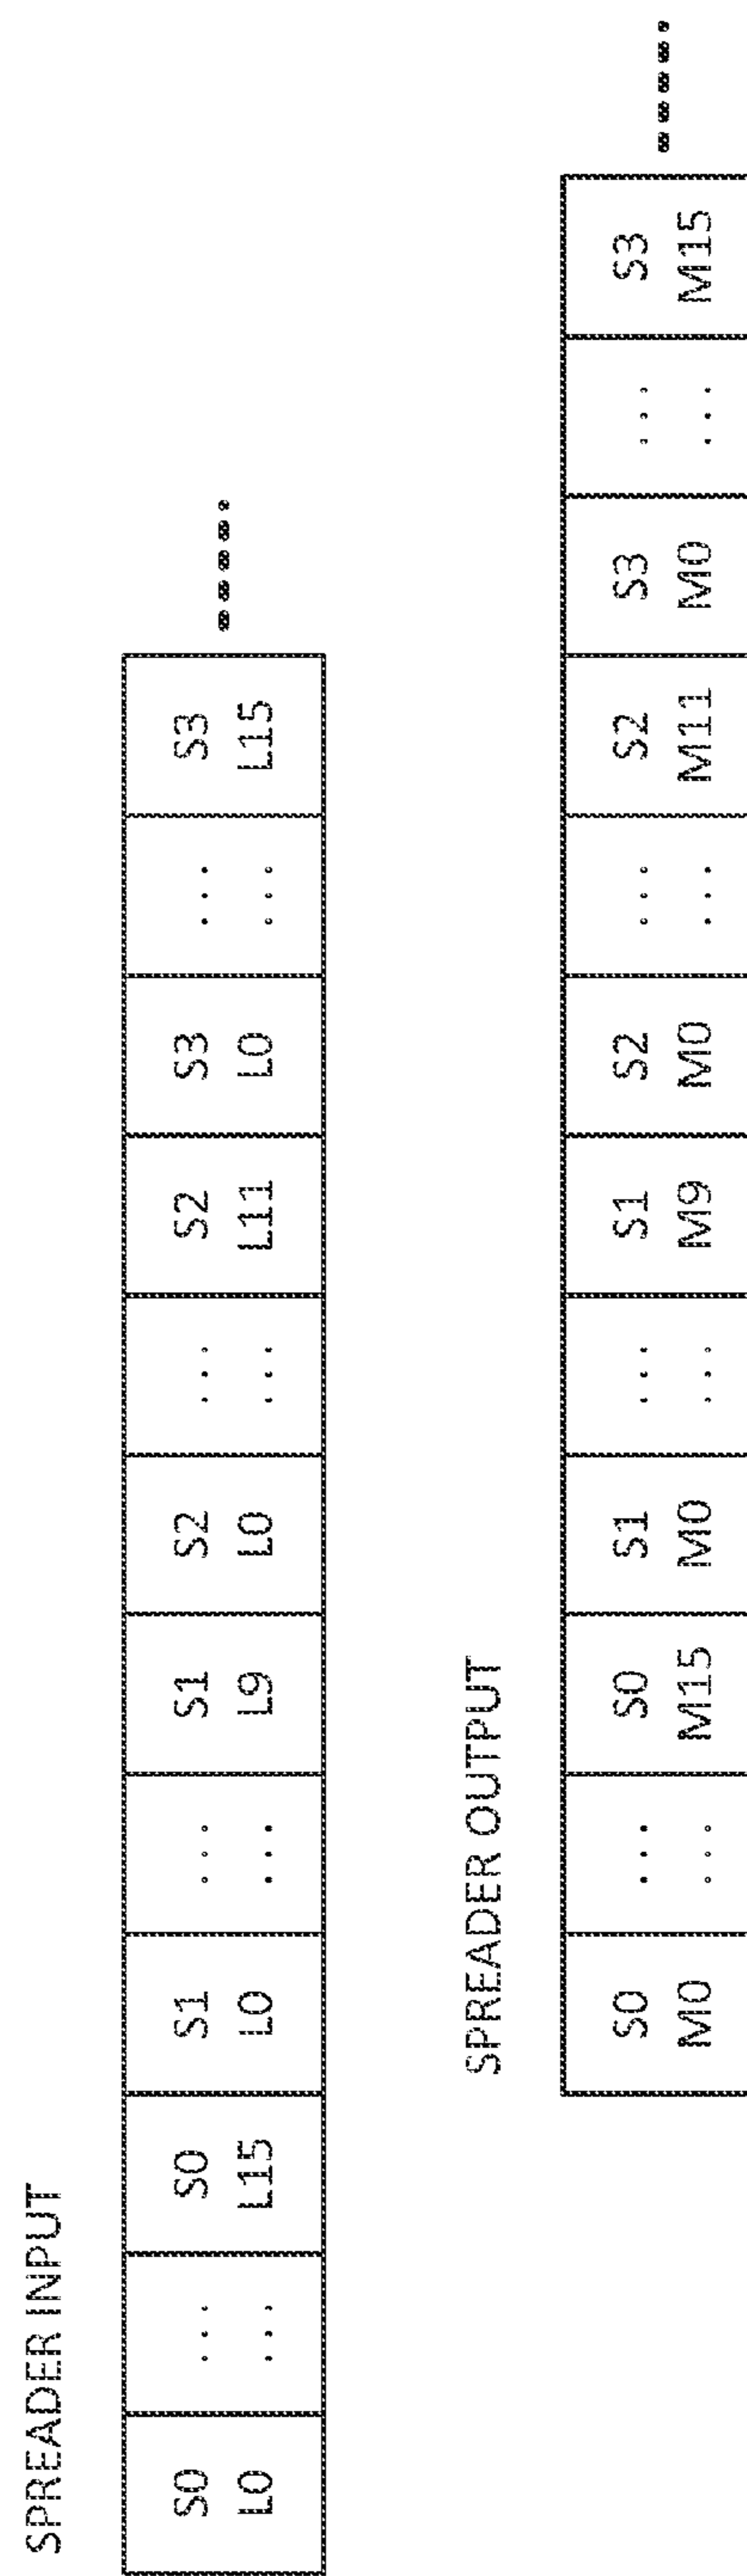 SPREADER INPUT
S0 ... S0 S1 ... S1 S2 ... S2 S3 ... S3 .....
L0 ... L15 L0 ... L9 L0 ... L11 L0 ... L15
SPREADER OUTPUT
S0 ... S0 S1 ... S1 S2 ... S2 S3 ... S3 .....
M0 ... M15 M0 ... M9 M0 ... M11 M0 ... M15